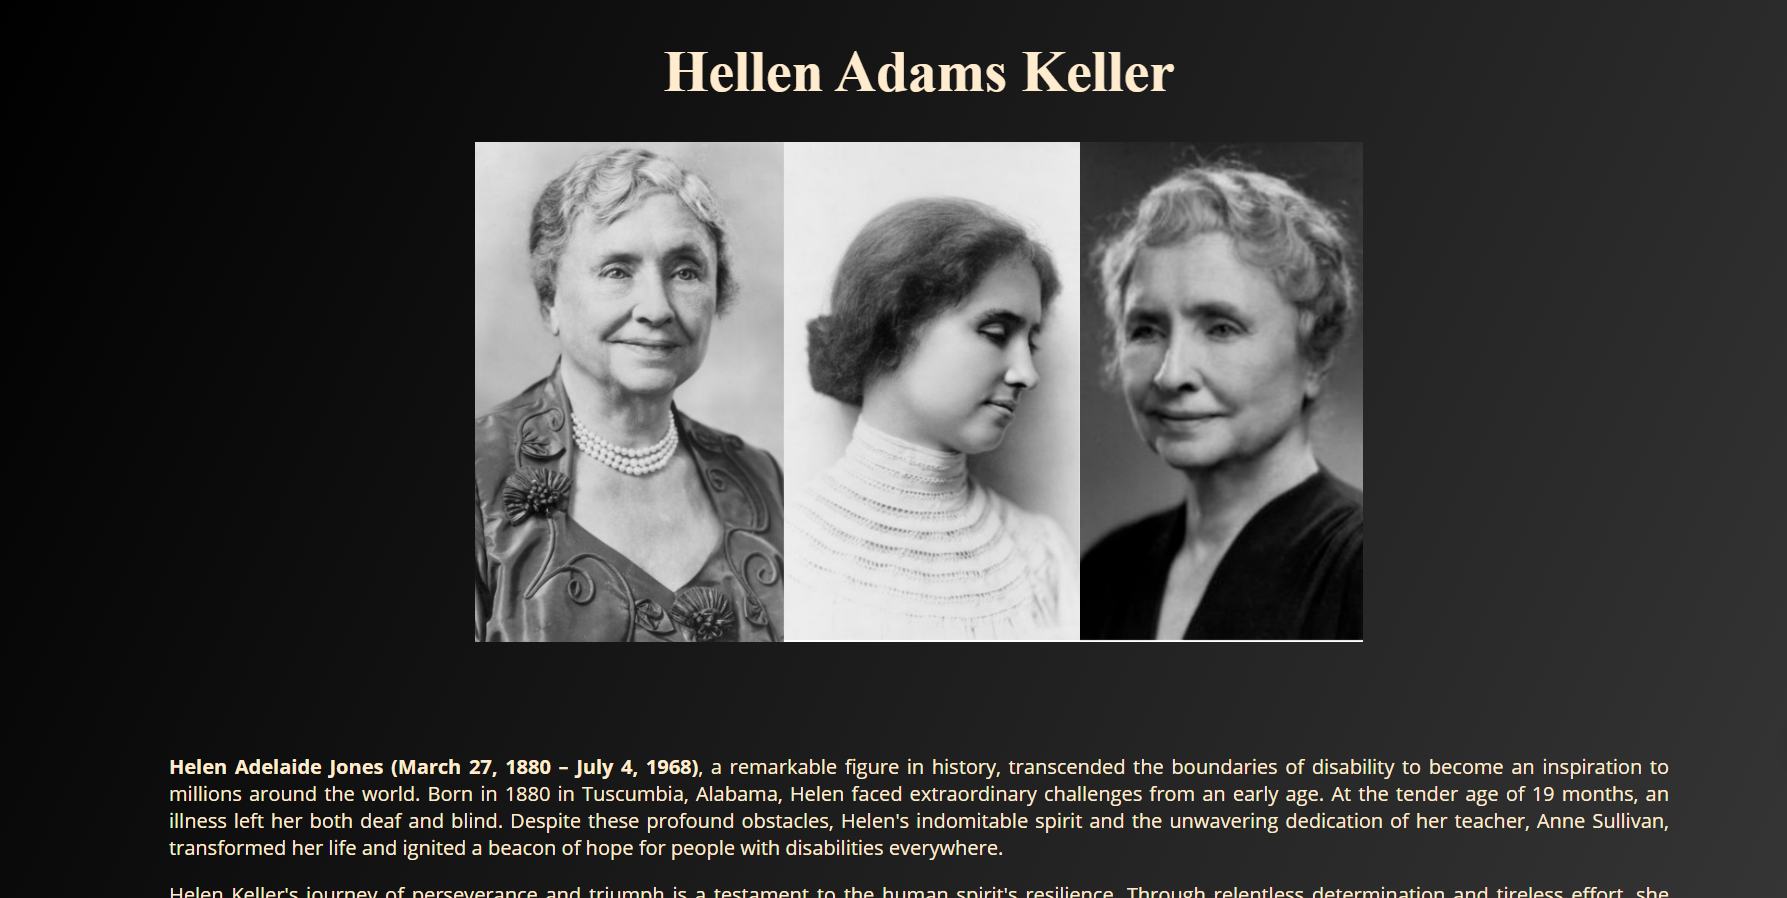 Hellen Adams Keller
Helen Adelaide Jones (March 27, 1880 – July 4, 1968), a remarkable figure in history, transcended the boundaries of disability to become an inspiration to
millions around the world. Born in 1880 in Tuscumbia, Alabama, Helen faced extraordinary challenges from an early age. At the tender age of 19 months, an
illness left her both deaf and blind. Despite these profound obstacles, Helen's indomitable spirit and the unwavering dedication of her teacher, Anne Sullivan,
transformed her life and ignited a beacon of hope for people with disabilities everywhere.
Helen Keller's journey of perseverance and triumph is a testament to the human spirit's resilience. Through relentless determination and tireless effort, she